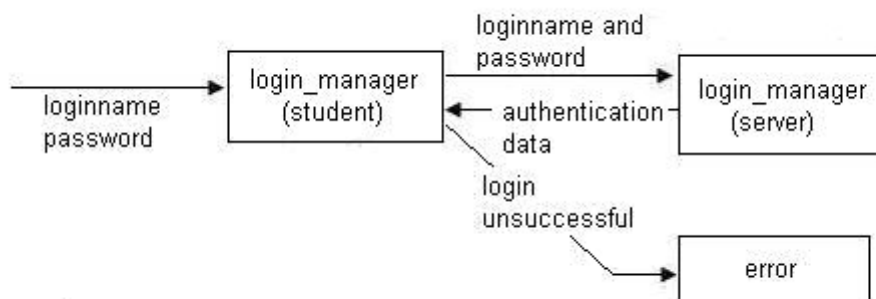 loginname
password
login_manager
(student)
loginname and
password
authentication
data
login_manager
(server)
login
unsuccessful
error